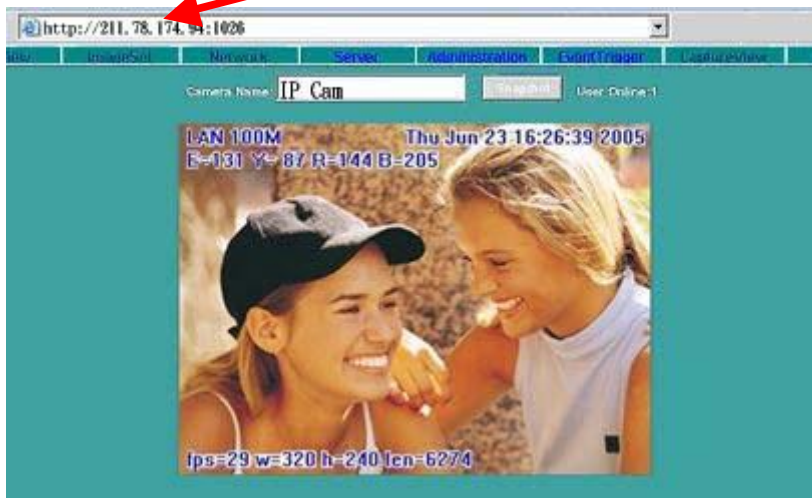 http://211.78.174.94:1026
ImageSet Network Server Administration EventTrigger CaptureView
Camera Name IP Cam Snapshot User Online:1
LAN 100M Thu Jun 23 16:26:39 2005
E=131 Y= 87 R=144 B=205
fps=29 w=320 h=240 len=6274